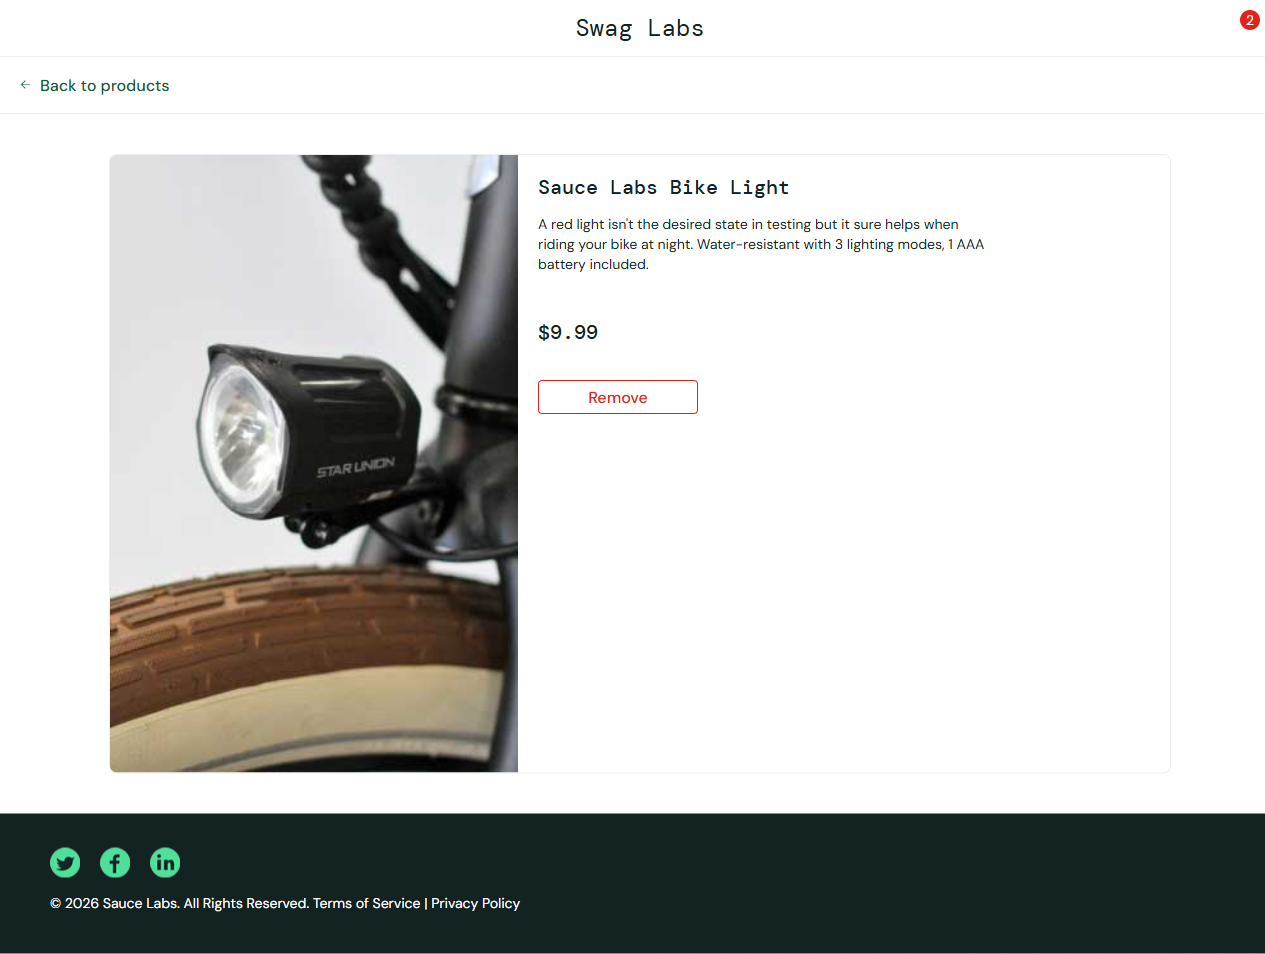 Swag Labs
2
Back to products
Sauce Labs Bike Light
A red light isn't the desired state in testing but it sure helps when
riding your bike at night. Water-resistant with 3 lighting modes, 1 AAA
battery included.
$9.99
Remove
STAR UNION
© 2026 Sauce Labs. All Rights Reserved. Terms of Service | Privacy Policy